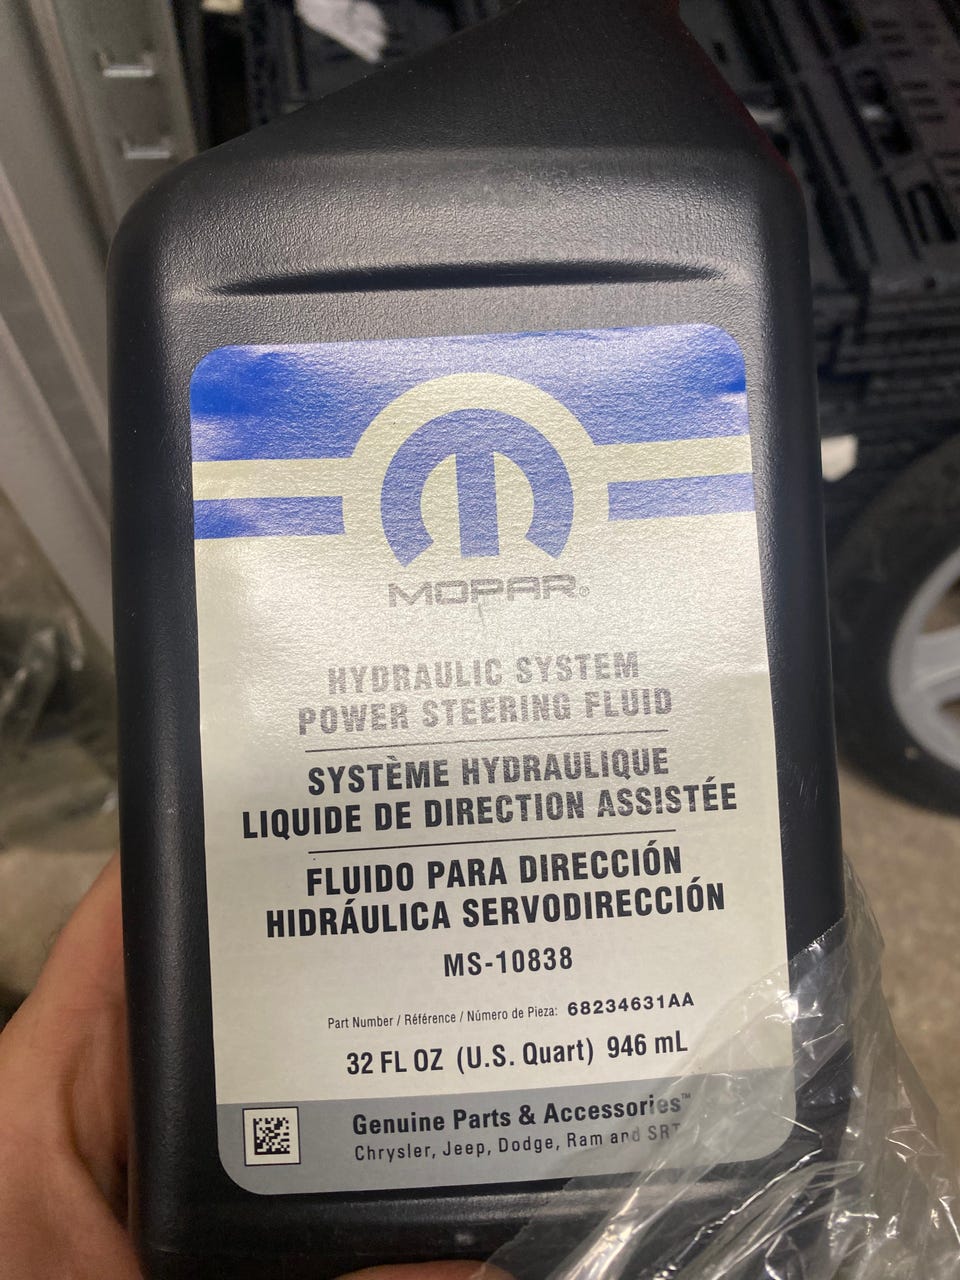 MOPAR®
HYDRAULIC SYSTEM
POWER STEERING FLUID
SYSTÈME HYDRAULIQUE
LIQUIDE DE DIRECTION ASSISTÉE
FLUIDO PARA DIRECCIÓN
HIDRÁULICA SERVODIRECCIÓN
MS-10838
Part Number / Référence / Número de Pieza: 68234631AA
32 FL OZ (U.S. Quart) 946 mL
Genuine Parts & Accessories™
Chrysler, Jeep, Dodge, Ram and SRT